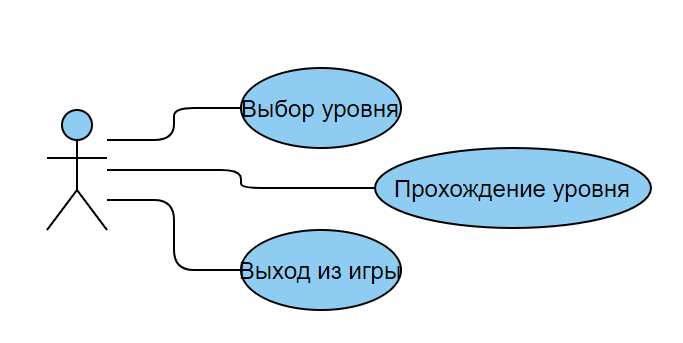 Выбор уровня
Прохождение уровня
Выход из игры